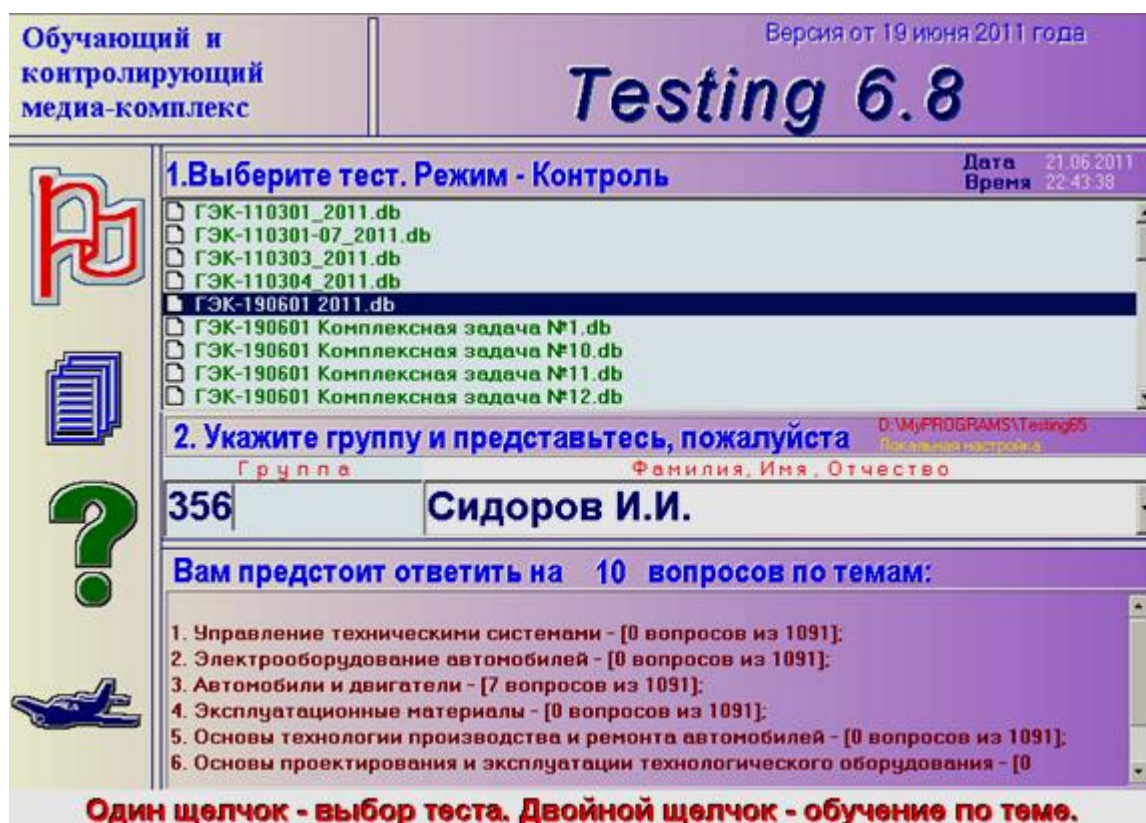 Обучающий и
контролирующий
медиа-комплекс
Версия от 19 июня 2011 года
Testing 6.8
1.Выберите тест. Режим - Контроль
Дата 21.06.2011
Время 22:43:38
ГЭК-110301_2011.db
ГЭК-110301-07_2011.db
ГЭК-110303_2011.db
ГЭК-110304_2011.db
ГЭК-190601 2011.db
ГЭК-190601 Комплексная задача №1.db
ГЭК-190601 Комплексная задача №10.db
ГЭК-190601 Комплексная задача №11.db
ГЭК-190601 Комплексная задача №12.db
2. Укажите группу и представьтесь, пожалуйста
D:\MyPROGRAMS\Testing65
Локальная настройка
Группа Фамилия, Имя, Отчество
356 Сидоров И.И.
Вам предстоит ответить на 10 вопросов по темам:
1. Управление техническими системами - [0 вопросов из 1091];
2. Электрооборудование автомобилей - [0 вопросов из 1091];
3. Автомобили и двигатели - [7 вопросов из 1091];
4. Эксплуатационные материалы - [0 вопросов из 1091];
5. Основы технологии производства и ремонта автомобилей - [0 вопросов из 1091];
6. Основы проектирования и эксплуатации технологического оборудования - [0
Один щелчок - выбор теста. Двойной щелчок - обучение по теме.